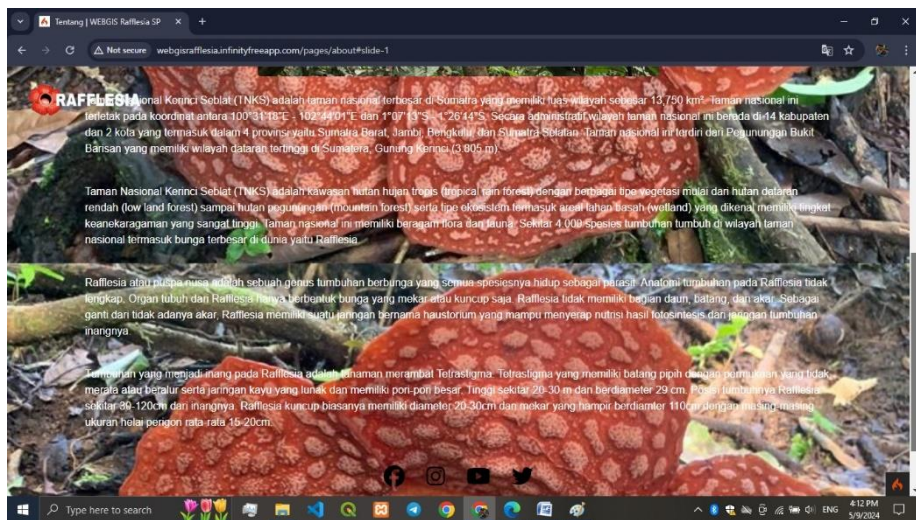 Tentang | WEBGIS Rafflesia SP
Not secure
webgisrafflesia.infinityfreeapp.com/pages/about#slide-1
RAFFLESIA
Nasional Kerinci Seblat (TNKS) adalah taman nasional terbesar di Sumatra yang memiliki luas wilayah sebesar 13,750 km². Taman nasional ini
terletak pada koordinat antara 100°31'18"E - 102°44'01"E dan 1°07'13"S - 1°26'14"S. Secara administratif wilayah taman nasional ini berada di 14 kabupaten
dan 2 kota yang termasuk dalam 4 provinsi yaitu Sumatra Barat, Jambi, Bengkulu, dan Sumatra Selatan. Taman nasional ini terdiri dari Pegunungan Bukit
Barisan yang memiliki wilayah dataran tertinggi di Sumatera, Gunung Kerinci (3.805 m).
Taman Nasional Kerinci Seblat (TNKS) adalah kawasan hutan hujan tropis (tropical rain forest) dengan berbagai tipe vegetasi mulai dari hutan dataran
rendah (low land forest) sampai hutan pegunungan (mountain forest) serta tipe ekosistem termasuk areal lahan basah (wetland) yang dikenal memiliki tingkat
keanekaragaman yang sangat tinggi. Taman nasional ini memiliki beragam flora dan fauna. Sekitar 4.000 spesies tumbuhan tumbuh di wilayah taman
nasional termasuk bunga terbesar di dunia yaitu Rafflesia.
Rafflesia atau puspa nusa adalah sebuah genus tumbuhan berbunga yang semua spesiesnya hidup sebagai parasit. Anatomi tumbuhan pada Rafflesia tidak
lengkap. Organ tubuh dari Rafflesia hanya berbentuk bunga yang mekar atau kuncup saja. Rafflesia tidak memiliki bagian daun, batang, dan akar. Sebagai
ganti dari tidak adanya akar, Rafflesia memiliki suatu jaringan bernama haustorium yang mampu menyerap nutrisi hasil fotosintesis dari jaringan tumbuhan
inangnya.
Tumbuhan yang menjadi inang pada Rafflesia adalah tanaman merambat Tetrastigma. Tetrastigma yang memiliki batang pipih dengan permukaan yang tidak
merata atau beralur serta jaringan kayu yang lunak dan memiliki pori-pori besar. Tinggi sekitar 20-30 m dan berdiameter 29 cm. Posisi tumbuhnya Rafflesia
sekitar 39-120cm dari inangnya. Rafflesia kuncup biasanya memiliki diameter 20-30cm dan mekar yang hampir berdiamter 110cm dengan masing-masing
ukuran helai perigon rata-rata 15-20cm.
Type here to search
ENG
4:12 PM
5/9/2024